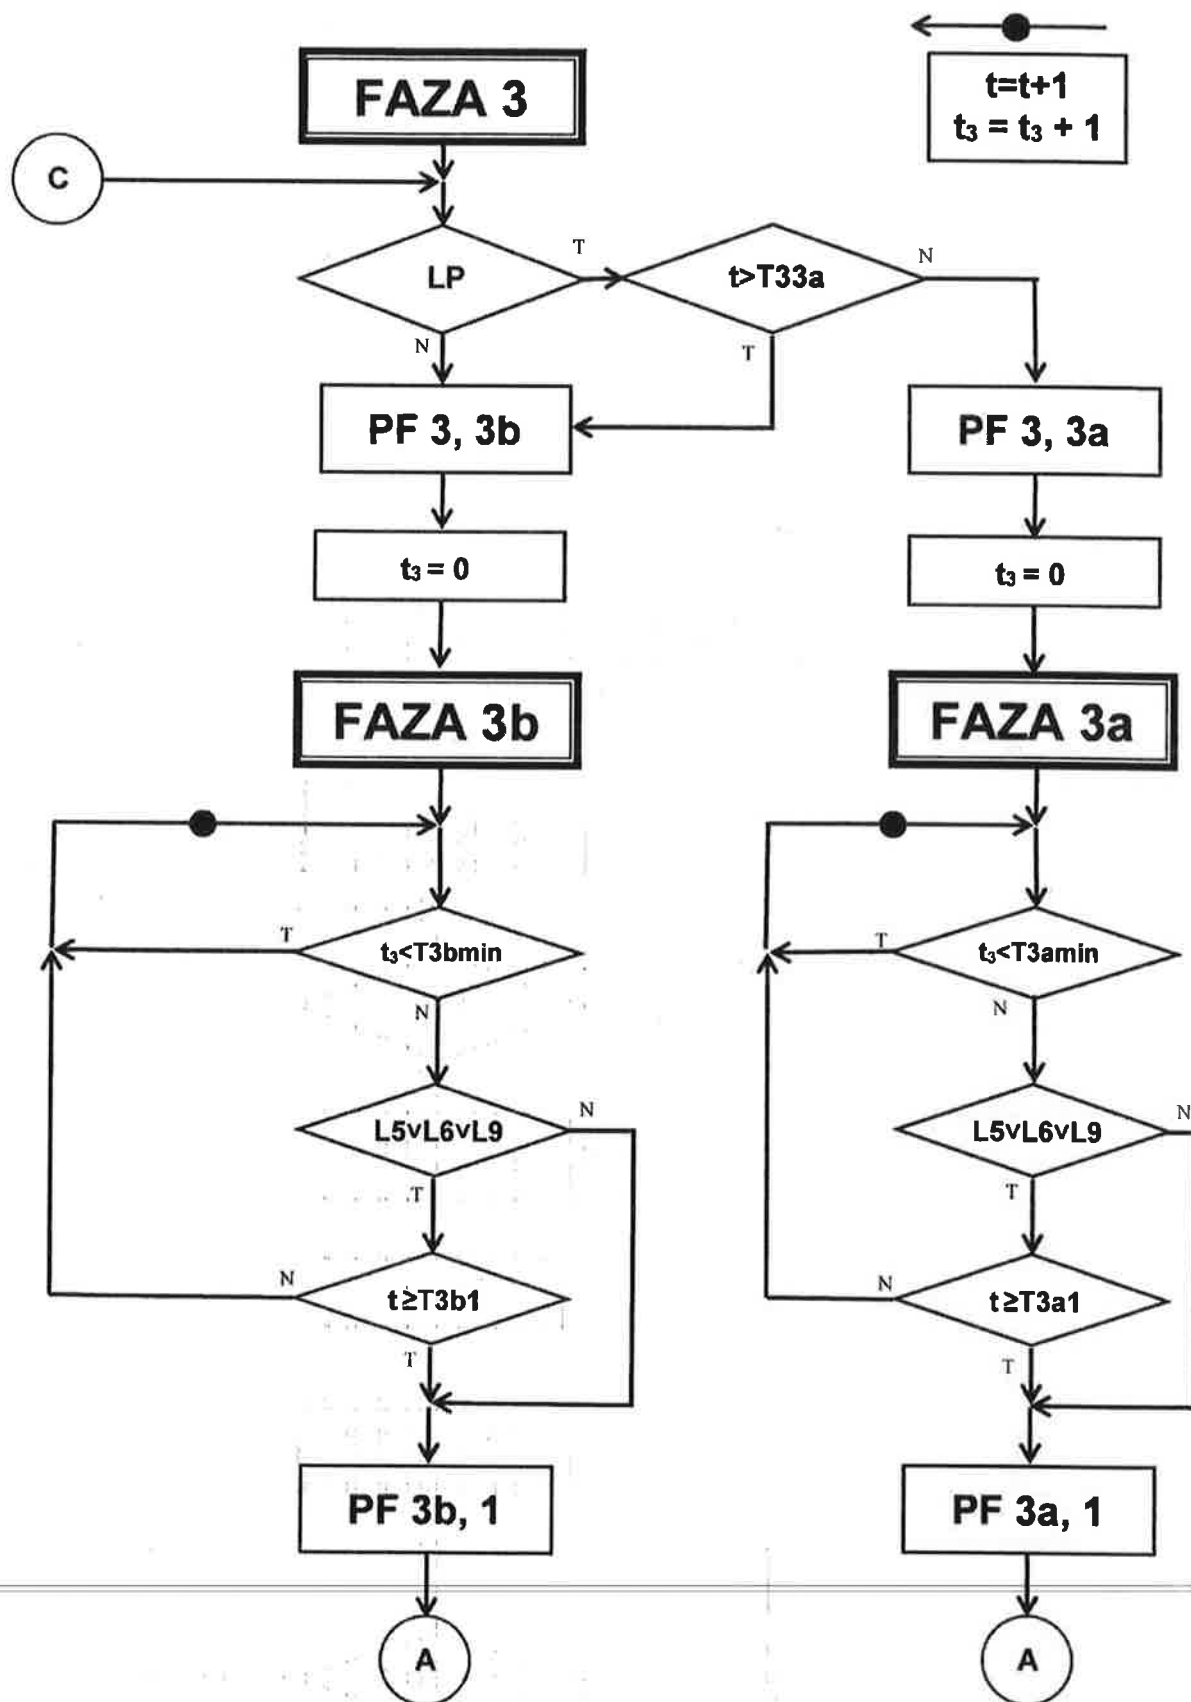 t=t+1
FAZA 3
t₃ = t₃ + 1
C
T
N
LP
t>T33a
N
T
PF 3, 3b
PF 3, 3a
t₃ = 0
t₃ = 0
FAZA 3b
FAZA 3a
T
t₃<T3bmin
T
t₃<T3amin
N
N
L5vL6vL9
N
L5vL6vL9
N
T
T
N
t≥T3b1
N
t≥T3a1
T
T
PF 3b, 1
PF 3a, 1
A
A